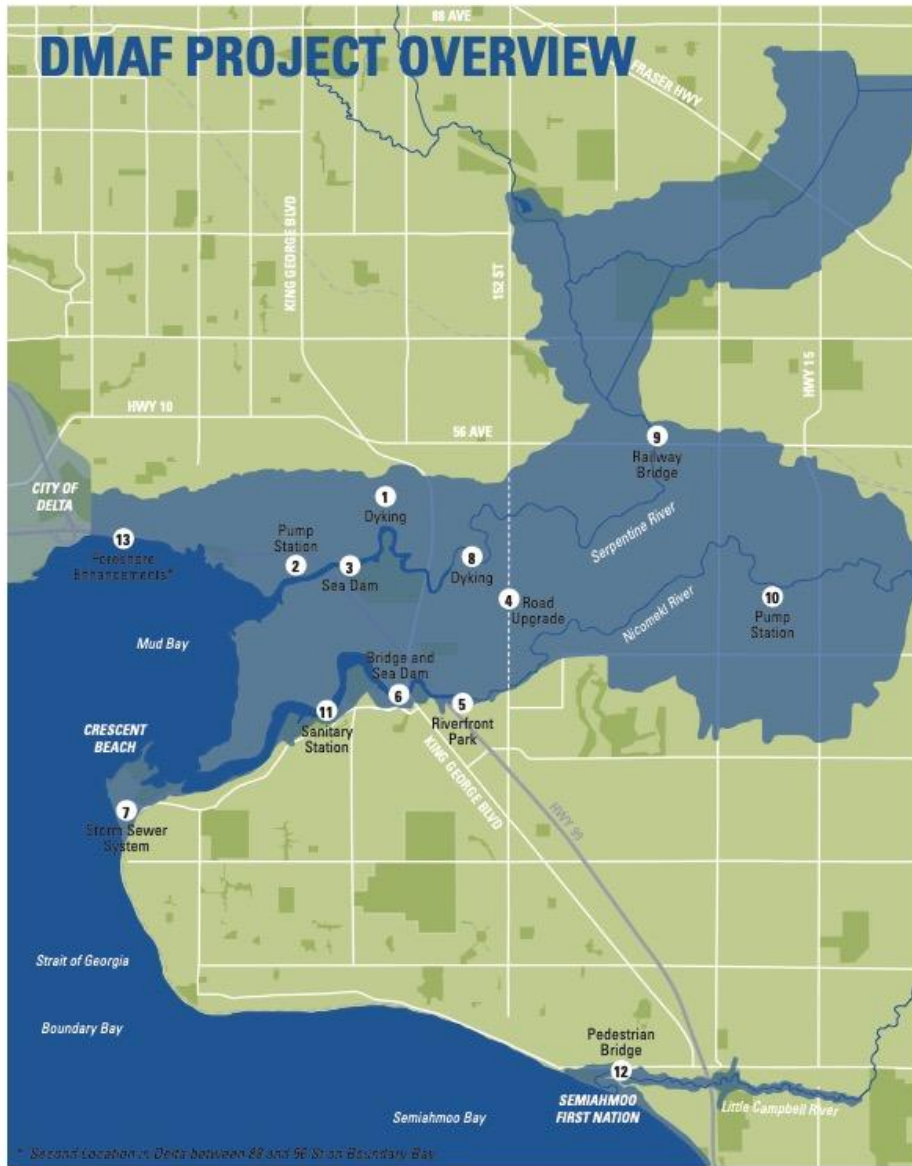 88 AVE
DMAF PROJECT OVERVIEW
FRASER HWY
KING GEORGE BLVD
152 ST
HWY 15
HWY 10
56 AVE
9
Railway
Bridge
CITY OF
DELTA
1
Dyking
13
Foreshore
Enhancements*
Pump
Station
2
3
Sea Dam
8
Dyking
Serpentine River
4
Road
Upgrade
Nicomekl River
10
Pump
Station
Mud Bay
Bridge and
Sea Dam
6
5
Riverfront
Park
11
Sanitary
Station
CRESCENT
BEACH
KING GEORGE BLVD
HWY 99
7
Storm Sewer
System
Strait of Georgia
Boundary Bay
Pedestrian
Bridge
12
SEMIAHMOO
FIRST NATION
Little Campbell River
Semiahmoo Bay
* Second Location in Delta between 88 and 96 St on Boundary Bay